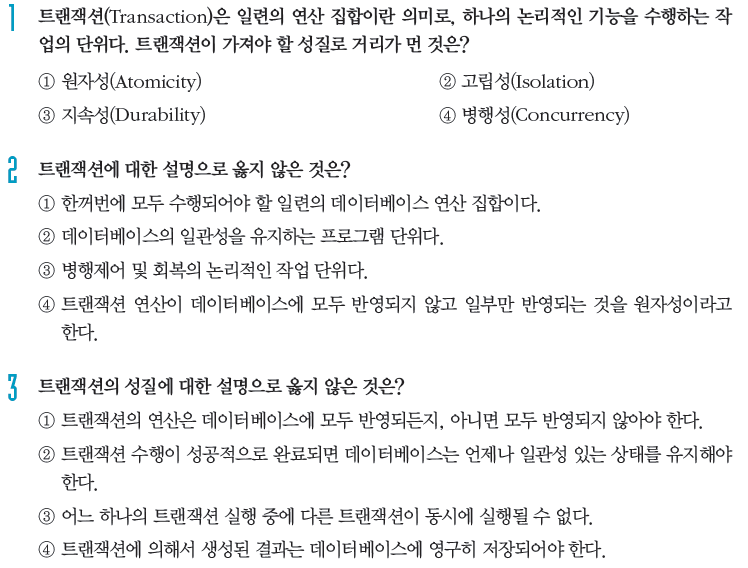 1 트랜잭션(Transaction)은 일련의 연산 집합이란 의미로, 하나의 논리적인 기능을 수행하는 작
업의 단위다. 트랜잭션이 가져야 할 성질로 거리가 먼 것은?
① 원자성(Atomicity) ② 고립성(Isolation)
③ 지속성(Durability) ④ 병행성(Concurrency)
2 트랜잭션에 대한 설명으로 옳지 않은 것은?
① 한꺼번에 모두 수행되어야 할 일련의 데이터베이스 연산 집합이다.
② 데이터베이스의 일관성을 유지하는 프로그램 단위다.
③ 병행제어 및 회복의 논리적인 작업 단위다.
④ 트랜잭션 연산이 데이터베이스에 모두 반영되지 않고 일부만 반영되는 것을 원자성이라고
한다.
3 트랜잭션의 성질에 대한 설명으로 옳지 않은 것은?
① 트랜잭션의 연산은 데이터베이스에 모두 반영되든지, 아니면 모두 반영되지 않아야 한다.
② 트랜잭션 수행이 성공적으로 완료되면 데이터베이스는 언제나 일관성 있는 상태를 유지해야
한다.
③ 어느 하나의 트랜잭션 실행 중에 다른 트랜잭션이 동시에 실행될 수 없다.
④ 트랜잭션에 의해서 생성된 결과는 데이터베이스에 영구히 저장되어야 한다.